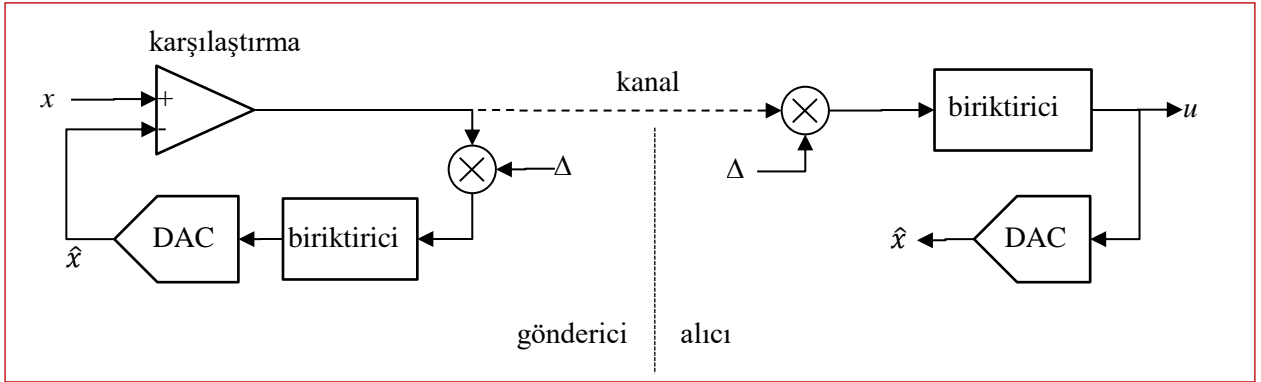 karşılaştırma
x
+
-
kanal
biriktirici
u
Δ
Δ
DAC
biriktirici
x̂
x̂
DAC
gönderici
alıcı